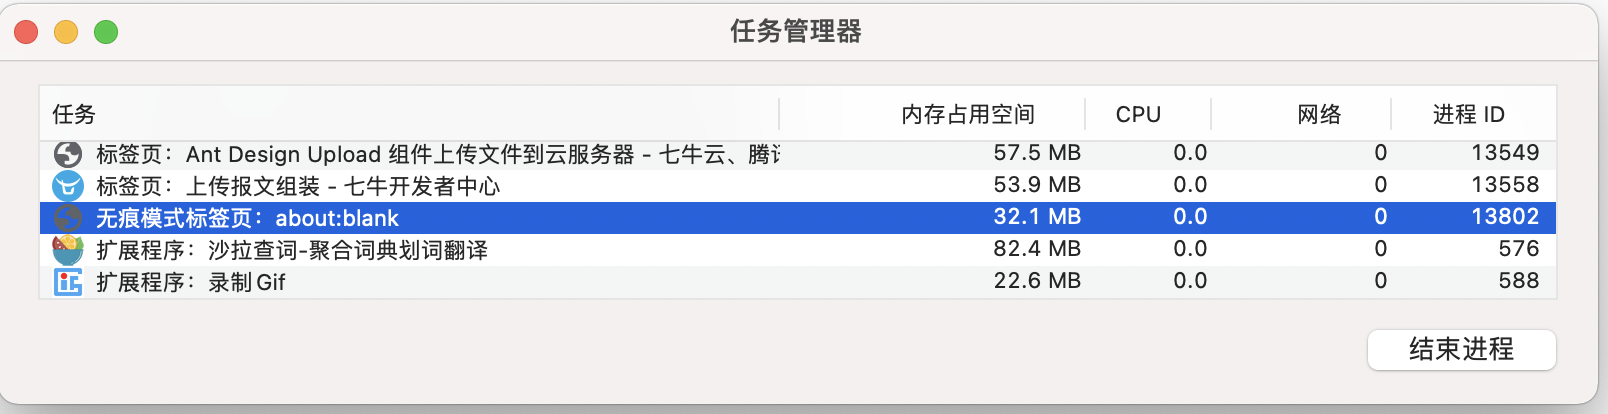 任务管理器
任务 内存占用空间 CPU 网络 进程 ID
标签页：Ant Design Upload 组件上传文件到云服务器 - 七牛云、腾 57.5 MB 0.0 0 13549
标签页：上传报文组装 - 七牛开发者中心 53.9 MB 0.0 0 13558
无痕模式标签页：about:blank 32.1 MB 0.0 0 13802
扩展程序：沙拉查词-聚合词典划词翻译 82.4 MB 0.0 0 576
扩展程序：录制Gif 22.6 MB 0.0 0 588
结束进程